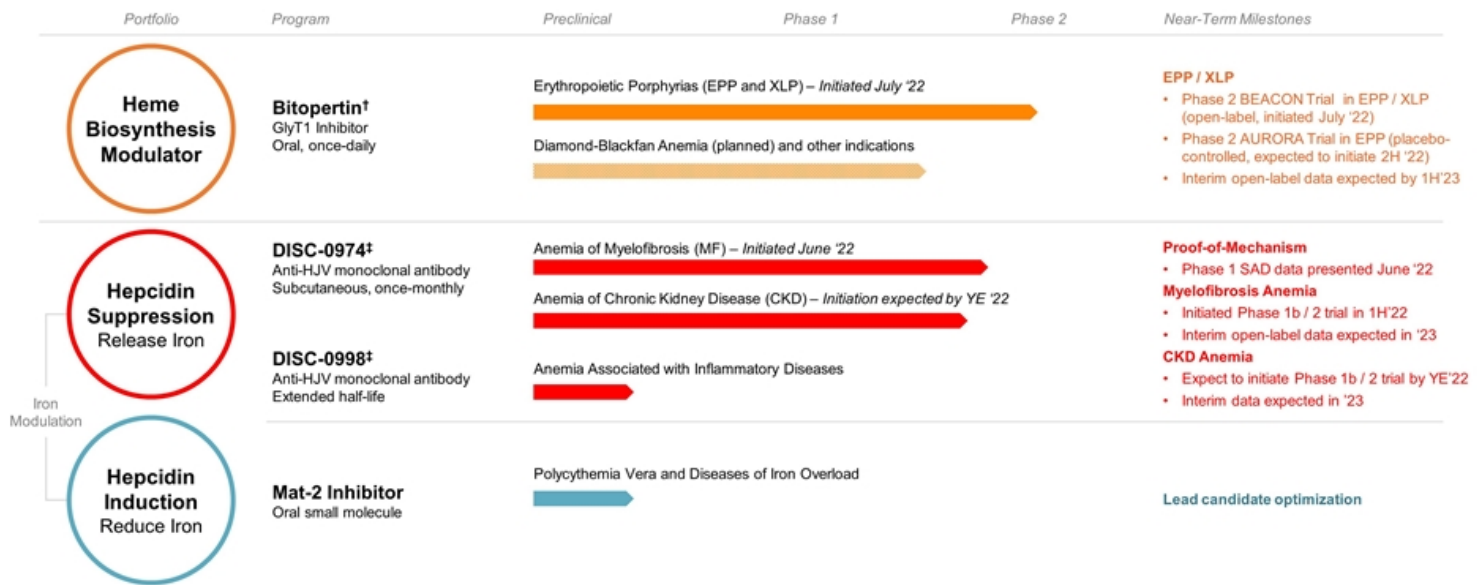 Portfolio Program Preclinical Phase 1 Phase 2 Near-Term Milestones
Heme
Biosynthesis
Modulator
Bitopertin†
GlyT1 Inhibitor
Oral, once-daily
Erythropoietic Porphyrias (EPP and XLP) – Initiated July ‘22
Diamond-Blackfan Anemia (planned) and other indications
EPP / XLP
• Phase 2 BEACON Trial in EPP / XLP
(open-label, initiated July ‘22)
• Phase 2 AURORA Trial in EPP (placebo-
controlled, expected to initiate 2H ‘22)
• Interim open-label data expected by 1H’23
Iron
Modulation
Hepcidin
Suppression
Release Iron
DISC-0974‡
Anti-HJV monoclonal antibody
Subcutaneous, once-monthly
Anemia of Myelofibrosis (MF) – Initiated June ‘22
Anemia of Chronic Kidney Disease (CKD) – Initiation expected by YE ’22
DISC-0998‡
Anti-HJV monoclonal antibody
Extended half-life
Anemia Associated with Inflammatory Diseases
Proof-of-Mechanism
• Phase 1 SAD data presented June ‘22
Myelofibrosis Anemia
• Initiated Phase 1b / 2 trial in 1H’22
• Interim open-label data expected in ‘23
CKD Anemia
• Expect to initiate Phase 1b / 2 trial by YE’22
• Interim data expected in ’23
Hepcidin
Induction
Reduce Iron
Mat-2 Inhibitor
Oral small molecule
Polycythemia Vera and Diseases of Iron Overload
Lead candidate optimization